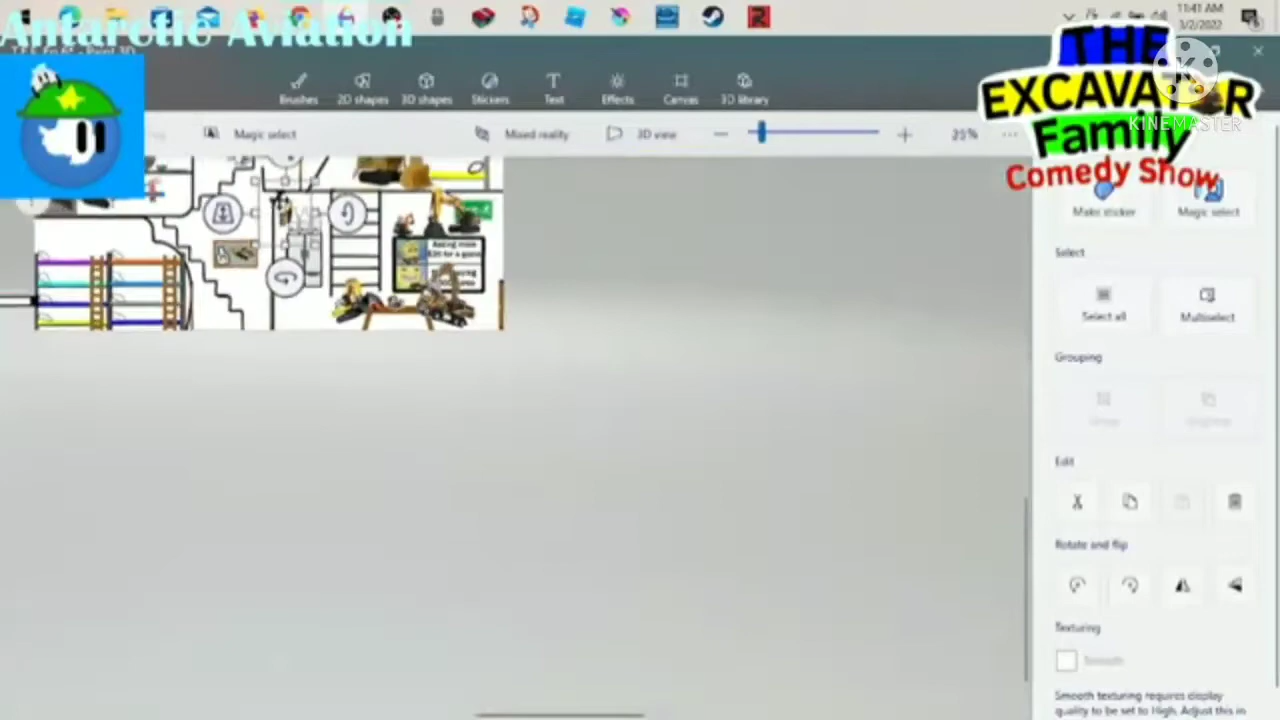 11:41 AM
3/2/2022
Antarctic Aviation
THE
EXCAVATOR
Family
Comedy Show
KINEMASTER
Brushes 2D shapes 3D shapes Stickers Text Effects Canvas 3D library
Magic select Mixed reality 3D view 25%
Make sticker Magic select
Select
Select all Multiselect
Grouping
Edit
Rotate and flip
Texturing
Smooth
Smooth texturing requires display
quality to be set to High. Adjust this in